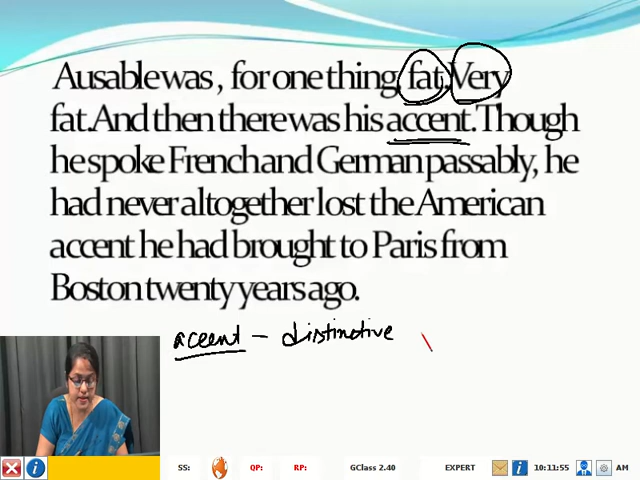 Ausable was , for one thing, fat. Very
fat. And then there was his accent. Though
he spoke French and German passably, he
had never altogether lost the American
accent he had brought to Paris from
Boston twenty years ago.
accent - distinctive
SS: QP: RP: GClass 2.40 EXPERT 10:11:55 AM